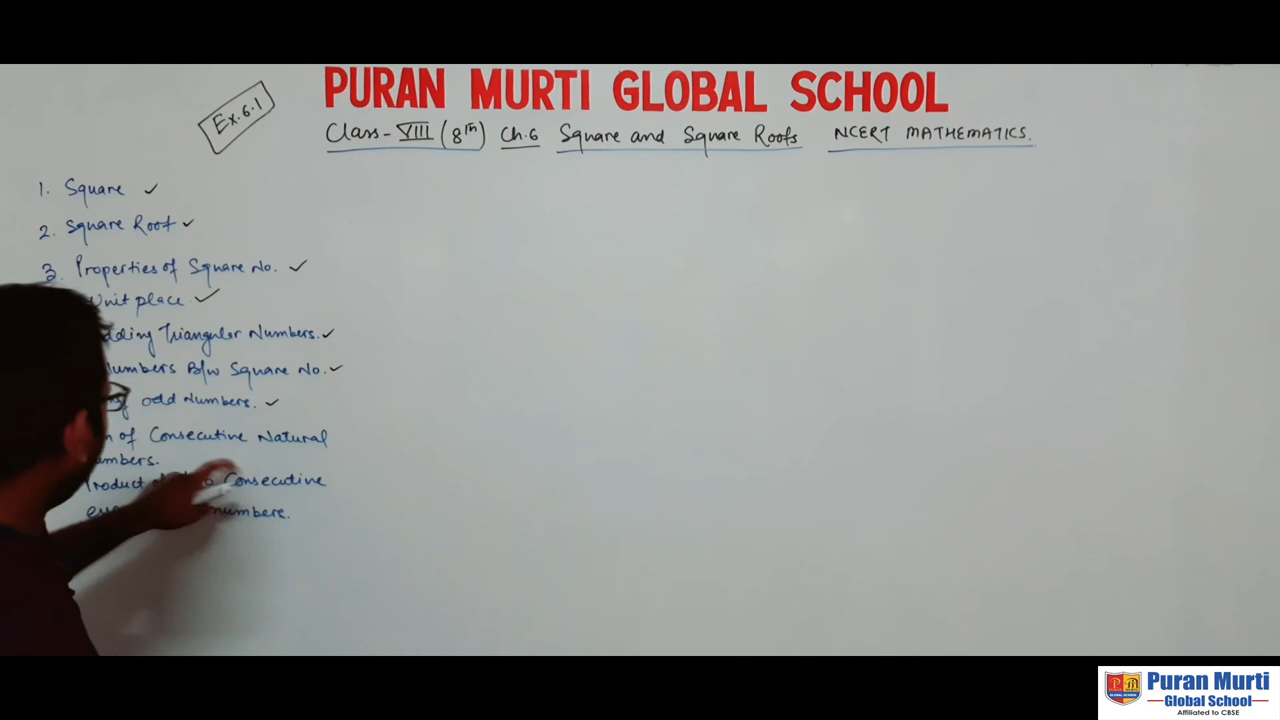 PURAN MURTI GLOBAL SCHOOL
Ex.6.1
Class-VIII (8th) Ch.6 Square and Square Roots NCERT MATHEMATICS.
1. Square ✓
2. Square Root ✓
3. Properties of Square No. ✓
Unit place ✓
Triangular Numbers. ✓
Numbers B/w Square No. ✓
odd Numbers. ✓
of Consecutive Natural
Product Consecutive
numbere.
Puran Murti
Global School
Affiliated to CBSE